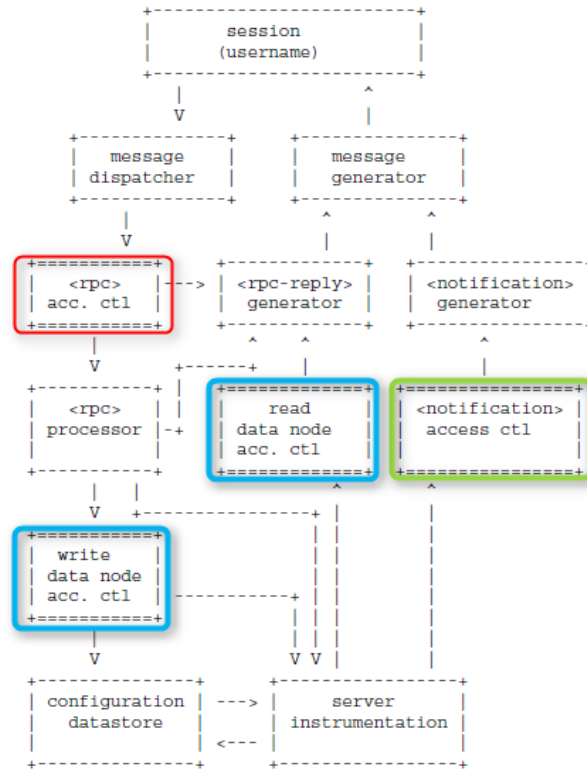 session
(username)
message
dispatcher
message
generator
<rpc>
acc. ctl
<rpc-reply>
generator
<notification>
generator
<rpc>
processor
read
data node
acc. ctl
<notification>
access ctl
write
data node
acc. ctl
configuration
datastore
server
instrumentation